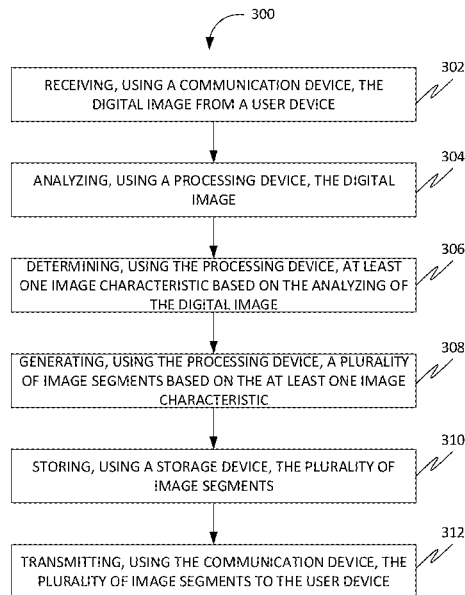 300
302
RECEIVING, USING A COMMUNICATION DEVICE, THE
DIGITAL IMAGE FROM A USER DEVICE
304
ANALYZING, USING A PROCESSING DEVICE, THE DIGITAL
IMAGE
306
DETERMINING, USING THE PROCESSING DEVICE, AT LEAST
ONE IMAGE CHARACTERISTIC BASED ON THE ANALYZING OF
THE DIGITAL IMAGE
308
GENERATING, USING THE PROCESSING DEVICE, A PLURALITY
OF IMAGE SEGMENTS BASED ON THE AT LEAST ONE IMAGE
CHARACTERISTIC
310
STORING, USING A STORAGE DEVICE, THE PLURALITY OF
IMAGE SEGMENTS
312
TRANSMITTING, USING THE COMMUNICATION DEVICE, THE
PLURALITY OF IMAGE SEGMENTS TO THE USER DEVICE